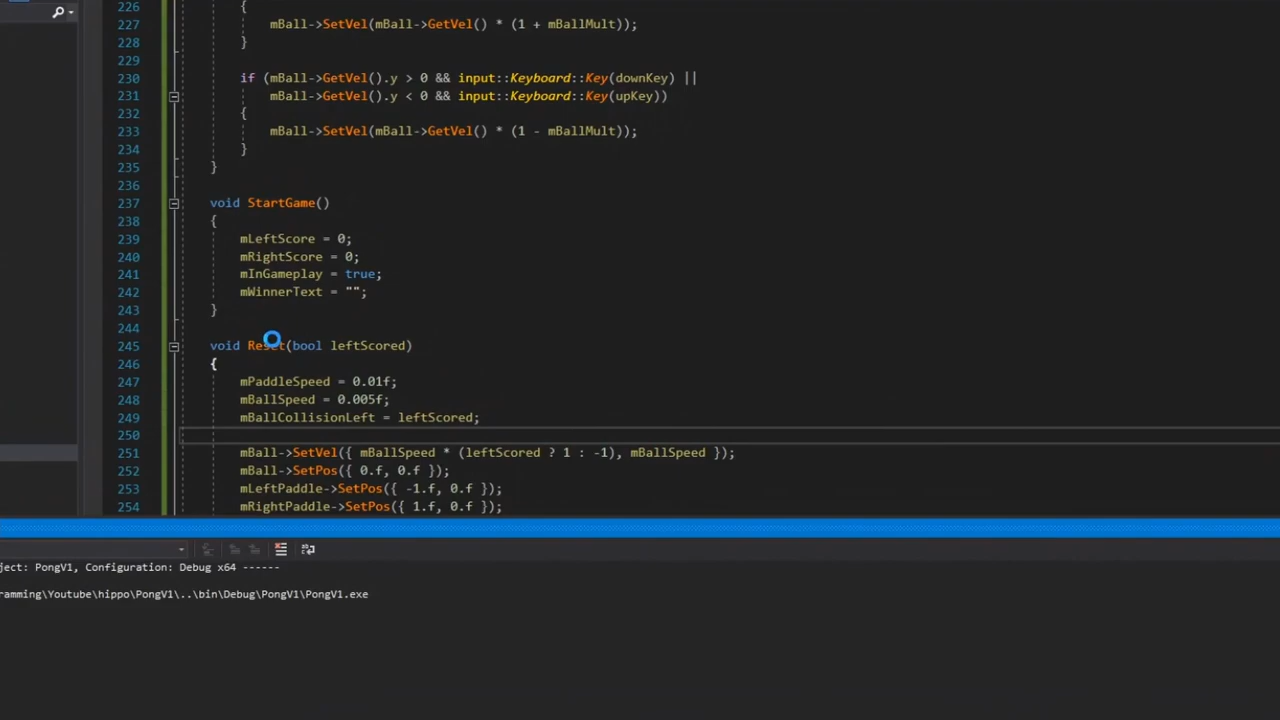 226 {
227 mBall->SetVel(mBall->GetVel() * (1 + mBallMult));
228 }
229
230 if (mBall->GetVel().y > 0 && input::Keyboard::Key(downKey) ||
231 mBall->GetVel().y < 0 && input::Keyboard::Key(upKey))
232 {
233 mBall->SetVel(mBall->GetVel() * (1 - mBallMult));
234 }
235 }
236
237 void StartGame()
238 {
239 mLeftScore = 0;
240 mRightScore = 0;
241 mInGameplay = true;
242 mWinnerText = "";
243 }
244
245 void Reset(bool leftScored)
246 {
247 mPaddleSpeed = 0.01f;
248 mBallSpeed = 0.005f;
249 mBallCollisionLeft = leftScored;
250
251 mBall->SetVel({ mBallSpeed * (leftScored ? 1 : -1), mBallSpeed });
252 mBall->SetPos({ 0.f, 0.f });
253 mLeftPaddle->SetPos({ -1.f, 0.f });
254 mRightPaddle->SetPos({ 1.f, 0.f });
ject: PongV1, Configuration: Debug x64 ------
ramming\Youtube\hippo\PongV1\..\bin\Debug\PongV1\PongV1.exe